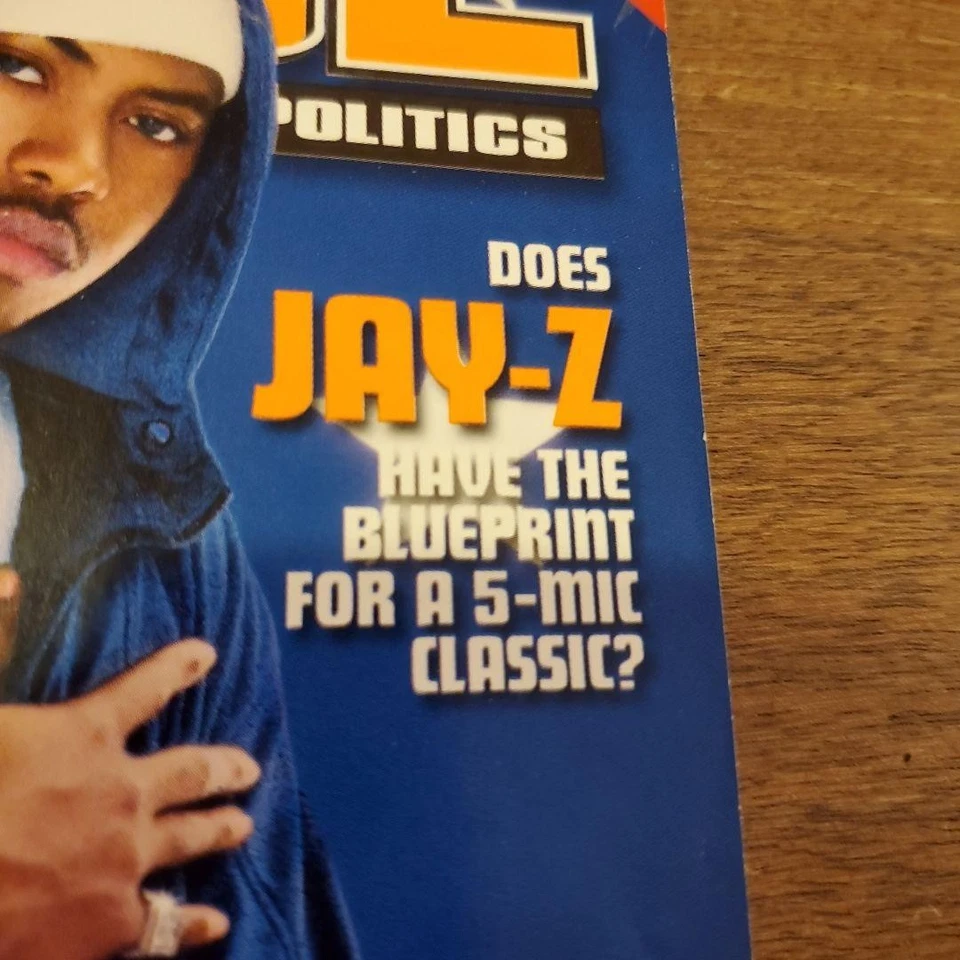 POLITICS
DOES
JAY-Z
HAVE THE
BLUEPRINT
FOR A 5-MIC
CLASSIC?